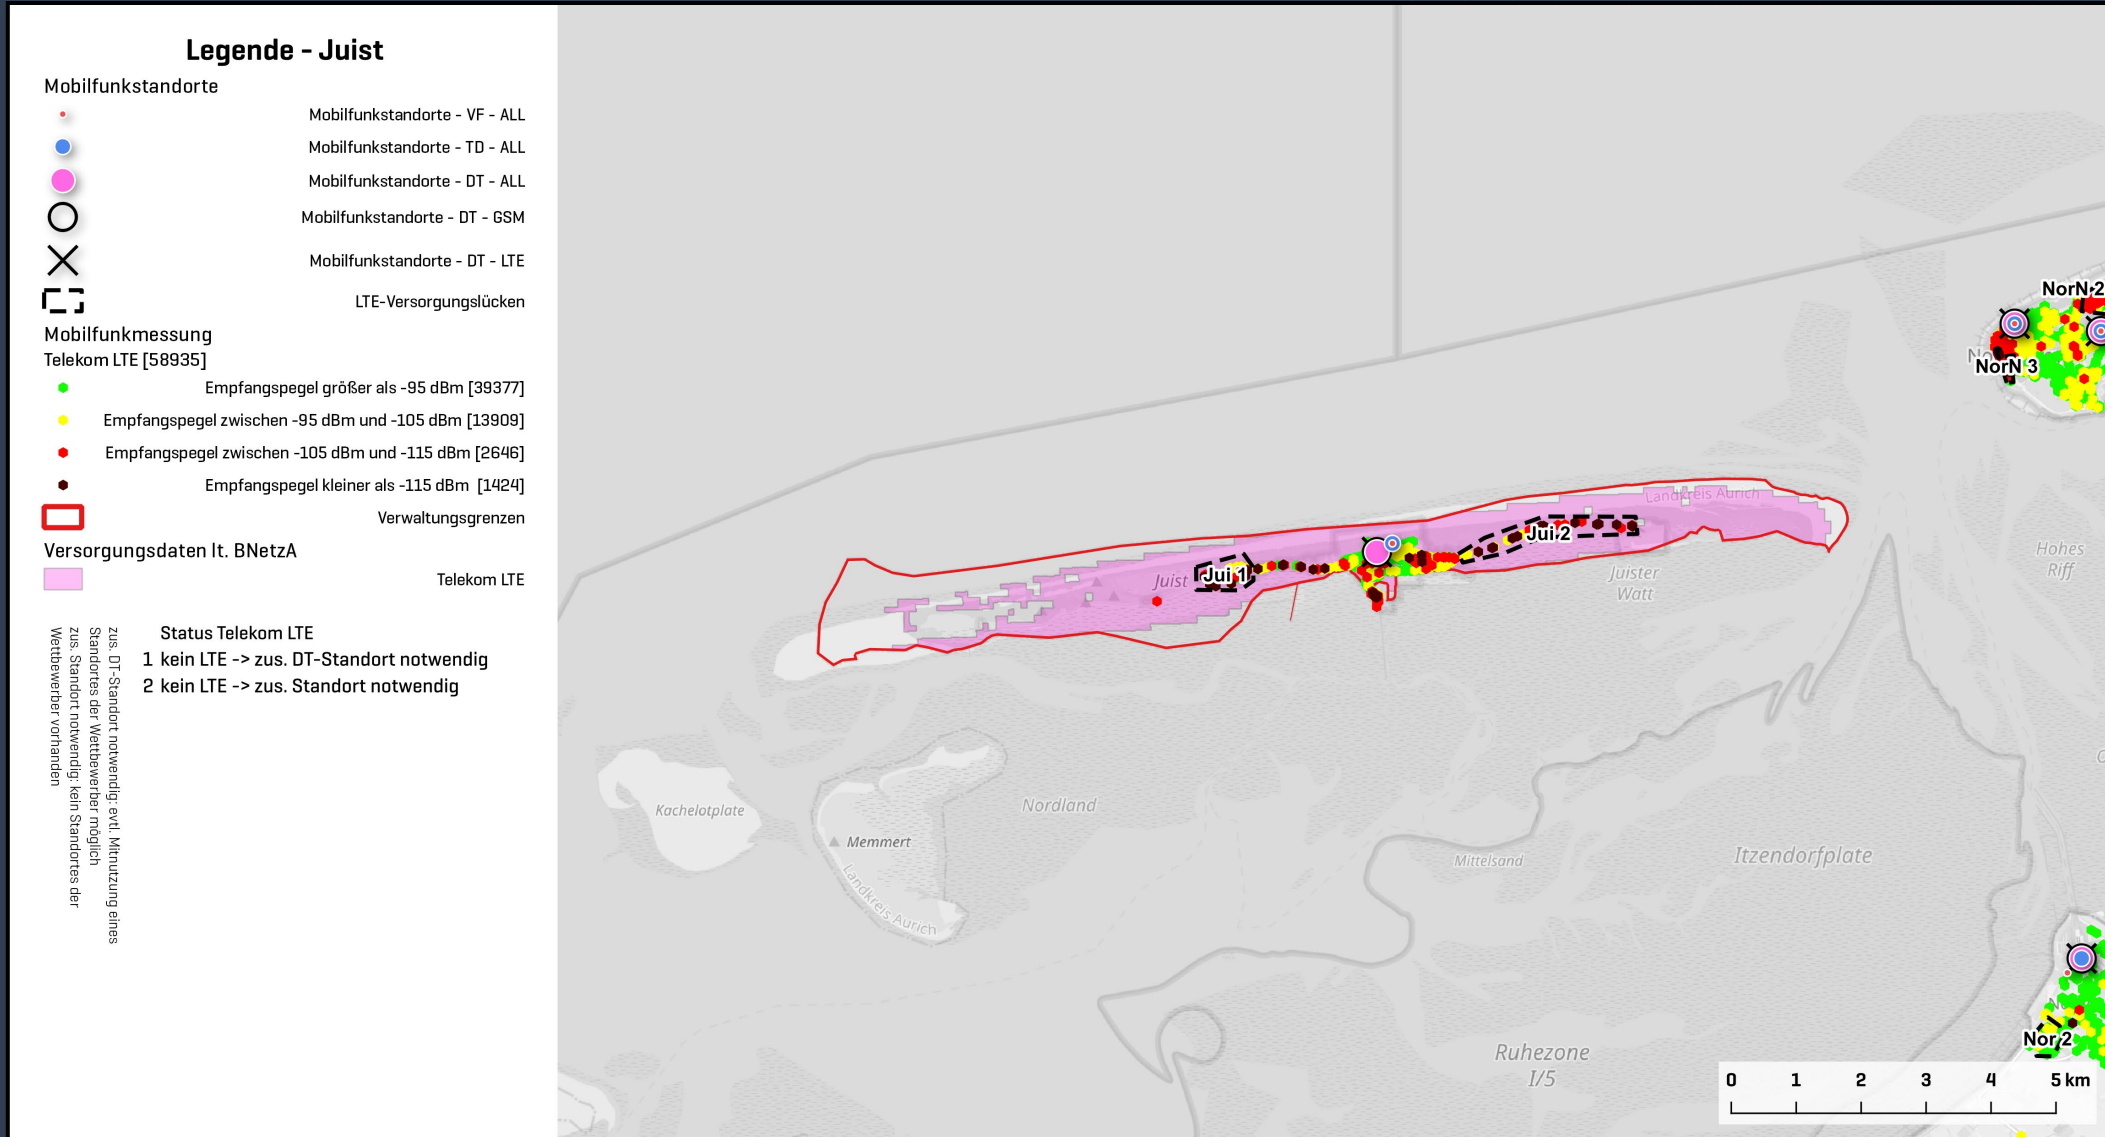 Legende - Juist
Mobilfunkstandorte
Mobilfunkstandorte - VF - ALL
Mobilfunkstandorte - TD - ALL
Mobilfunkstandorte - DT - ALL
Mobilfunkstandorte - DT - GSM
Mobilfunkstandorte - DT - LTE
LTE-Versorgungslücken
Mobilfunkmessung
Telekom LTE [58935]
Empfangspegel größer als -95 dBm [39377]
Empfangspegel zwischen -95 dBm und -105 dBm [13909]
Empfangspegel zwischen -105 dBm und -115 dBm [2646]
Empfangspegel kleiner als -115 dBm [1424]
Verwaltungsgrenzen
Versorgungsdaten lt. BNetzA
Telekom LTE
Status Telekom LTE
1 kein LTE -> zus. DT-Standort notwendig
2 kein LTE -> zus. Standort notwendig
zus. DT-Standort notwendig: evtl. Mitnutzung eines
Standortes der Wettbewerber möglich
zus. Standort notwendig: kein Standortes der
Wettbewerber vorhanden
NorN 2
NorN 3
Landkreis Aurich
Jui 2
Jui 1
Juist
Juister
Watt
Hohes
Riff
Kachelotplate
Nordland
Memmert
Landkreis Aurich
Mittelsand
Itzendorfplate
Nor 2
Ruhezone
I/5
0 1 2 3 4 5 km